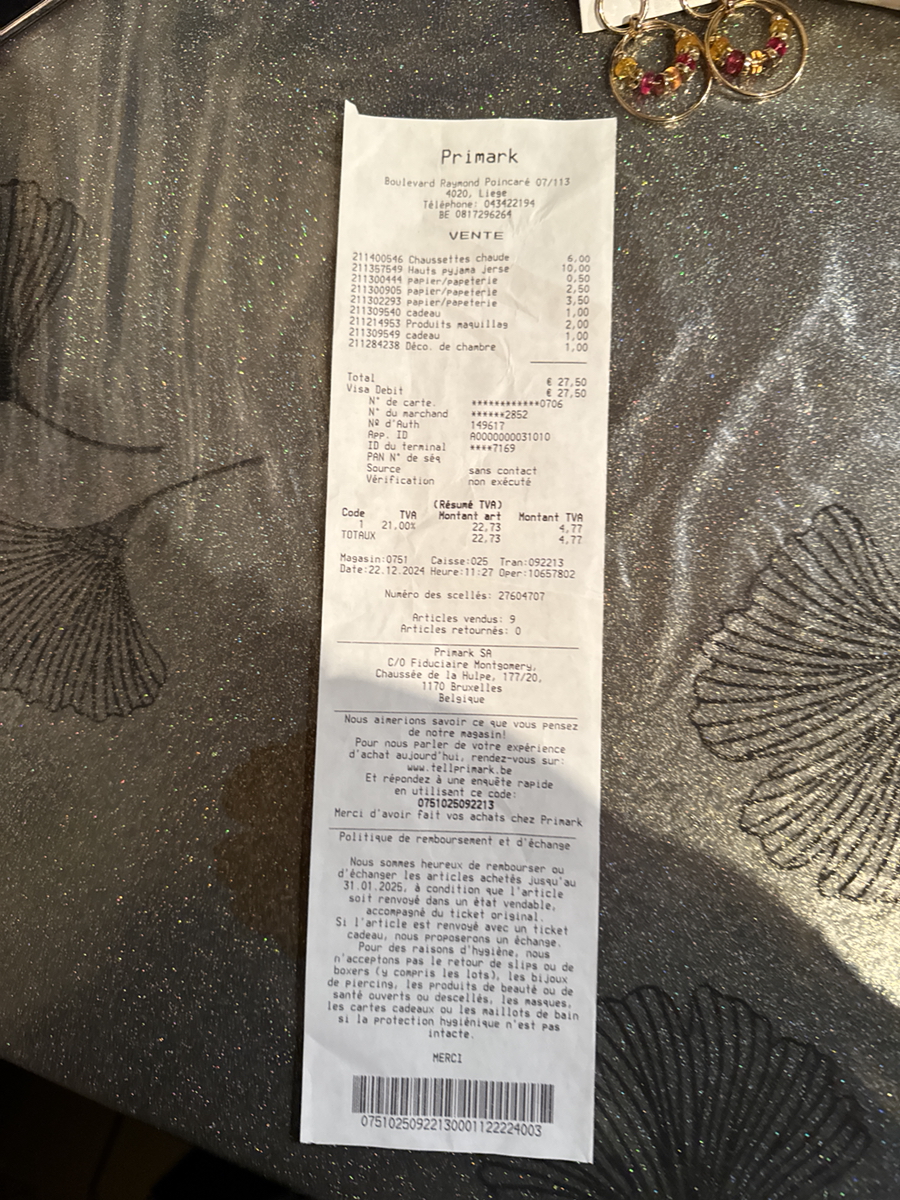 Primark
Boulevard Raymond Poincaré 07/113
4020, Liege
Téléphone: 043422194
BE 0817296264
VENTE
211400546 Chaussettes chaude 6,00
211357549 Hauts pyjama jerse 10,00
211300444 papier/papeterie 0,50
211300905 papier/papeterie 2,50
211302293 papier/papeterie 3,50
211309540 cadeau 1,00
211214953 Produits maquillag 2,00
211309549 cadeau 1,00
211284238 Déco. de chambre 1,00
Total € 27,50
Visa Debit € 27,50
N° de carte. ************0706
N° du marchand ******2852
Nº d'Auth 149617
App. ID A0000000031010
ID du terminal ****7169
PAN N° de séq
Source sans contact
Vérification non exécuté
(Résumé TVA)
Code TVA Montant art Montant TVA
1 21,00% 22,73 4,77
TOTAUX 22,73 4,77
Magasin:0751 Caisse:025 Tran:092213
Date:22.12.2024 Heure:11:27 Oper:10657802
Numéro des scellés: 27604707
Articles vendus: 9
Articles retournés: 0
Primark SA
C/O Fiduciaire Montgomery,
Chaussée de la Hulpe, 177/20,
1170 Bruxelles
Belgique
Nous aimerions savoir ce que vous pensez
de notre magasin!
Pour nous parler de votre expérience
d'achat aujourd'hui, rendez-vous sur:
www.tellprimark.be
Et répondez à une enquête rapide
en utilisant ce code:
0751025092213
Merci d'avoir fait vos achats chez Primark
Politique de remboursement et d'échange
Nous sommes heureux de rembourser ou
d'échanger les articles achetés jusqu'au
31.01.2025, à condition que l'article
soit renvoyé dans un état vendable,
accompagné du ticket original.
Si l'article est renvoyé avec un ticket
cadeau, nous proposerons un échange.
Pour des raisons d'hygiène, nous
n'acceptons pas le retour de slips ou de
boxers (y compris les lots), les bijoux
de piercing, les produits de beauté ou de
santé ouverts ou descellés, les masques,
les cartes cadeaux ou les maillots de bain
si la protection hygiénique n'est pas
intacte.
MERCI
07510250922130001122224003